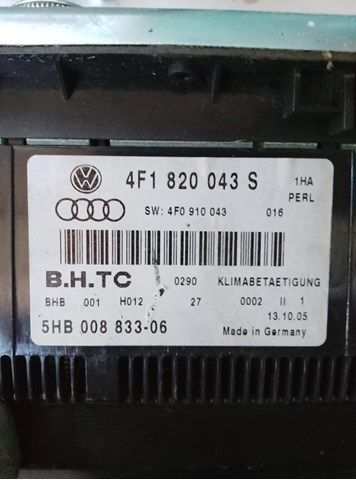 4F1 820 043 S 1HA
PERL
SW: 4F0 910 043 016
B.H.TC 0290 KLIMABETAETIGUNG
BHB 001 H012 27 0002 II 1
13.10.05
5HB 008 833-06 Made in Germany